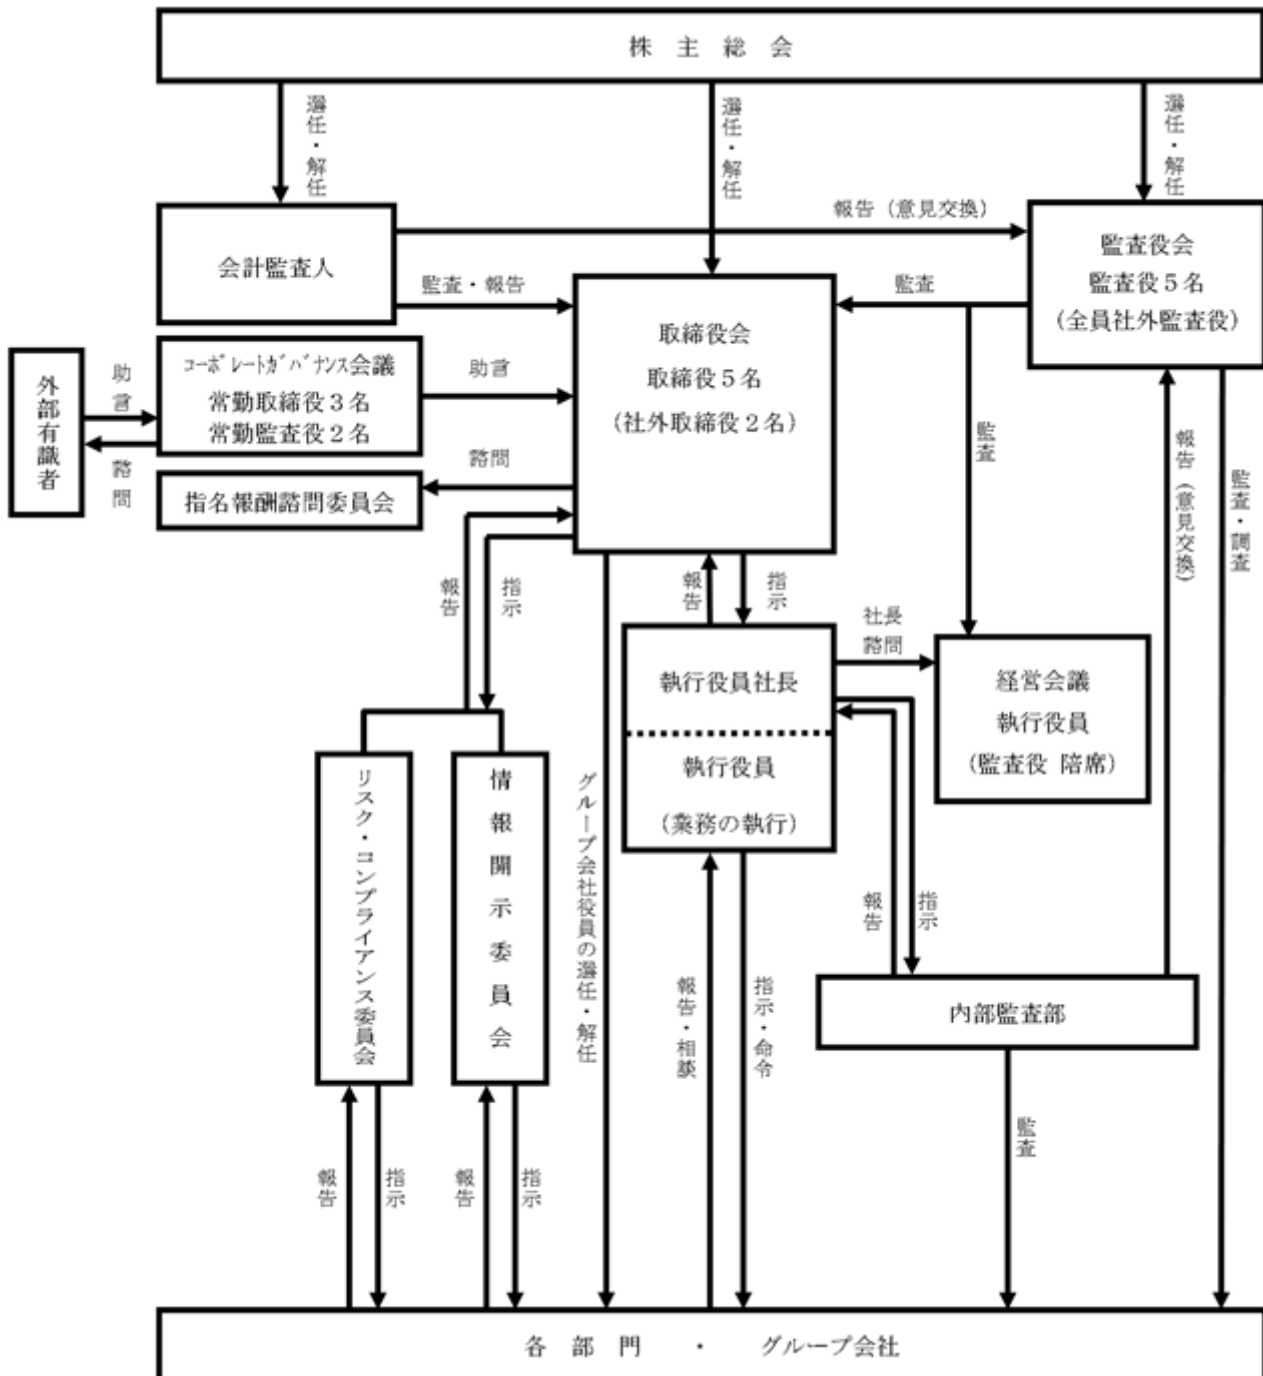 株 主 総 会
選任・解任
選任・解任
選任・解任
会計監査人
報告（意見交換）
監査役会
監査役５名
（全員社外監査役）
監査・報告
監査
取締役会
取締役５名
（社外取締役２名）
外部有識者
助言
諮問
コーポレートガバナンス会議
常勤取締役３名
常勤監査役２名
助言
諮問
指名報酬諮問委員会
監査
報告（意見交換）
監査・調査
報告
指示
報告
指示
社長
諮問
執行役員社長
執行役員
（業務の執行）
経営会議
執行役員
（監査役 陪席）
リスク・コンプライアンス委員会
情報開示委員会
グループ会社役員の選任・解任
報告
指示
内部監査部
報告・相談
指示・命令
監査
報告
指示
報告
指示
各 部 門 ・ グループ会社